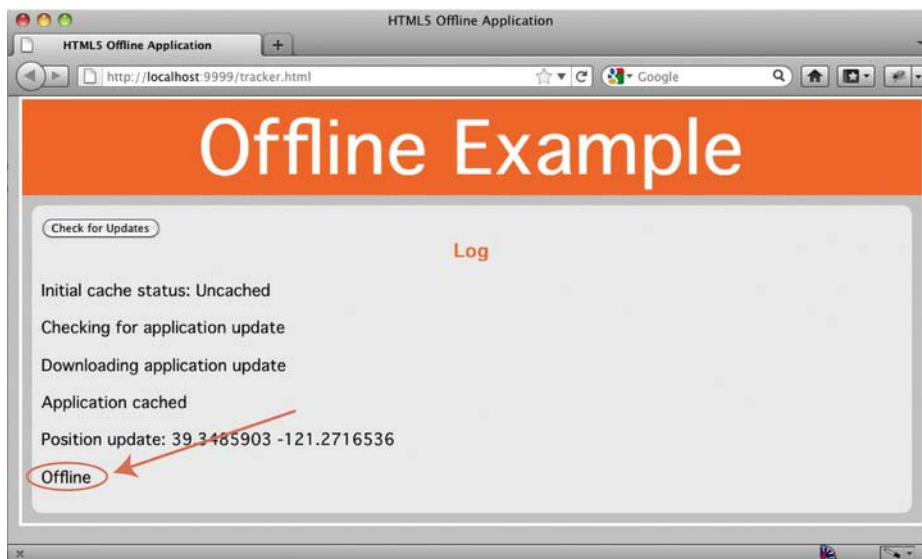 HTML5 Offline Application
HTML5 Offline Application +
http://localhost:9999/tracker.html Google
Offline Example
Check for Updates
Log
Initial cache status: Uncached
Checking for application update
Downloading application update
Application cached
Position update: 39.3485903 -121.2716536
Offline